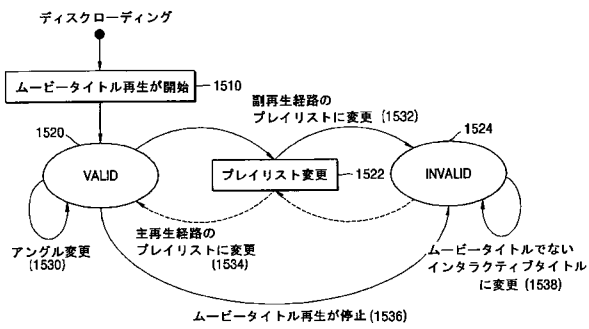 ディスクローディング
ムービータイトル再生が開始
1510
副再生経路の
プレイリストに変更 (1532)
1520
1524
VALID
プレイリスト変更
1522
INVALID
アングル変更
(1530)
主再生経路の
プレイリストに変更
(1534)
ムービータイトルでない
インタラクティブタイトル
に変更 (1538)
ムービータイトル再生が停止 (1536)